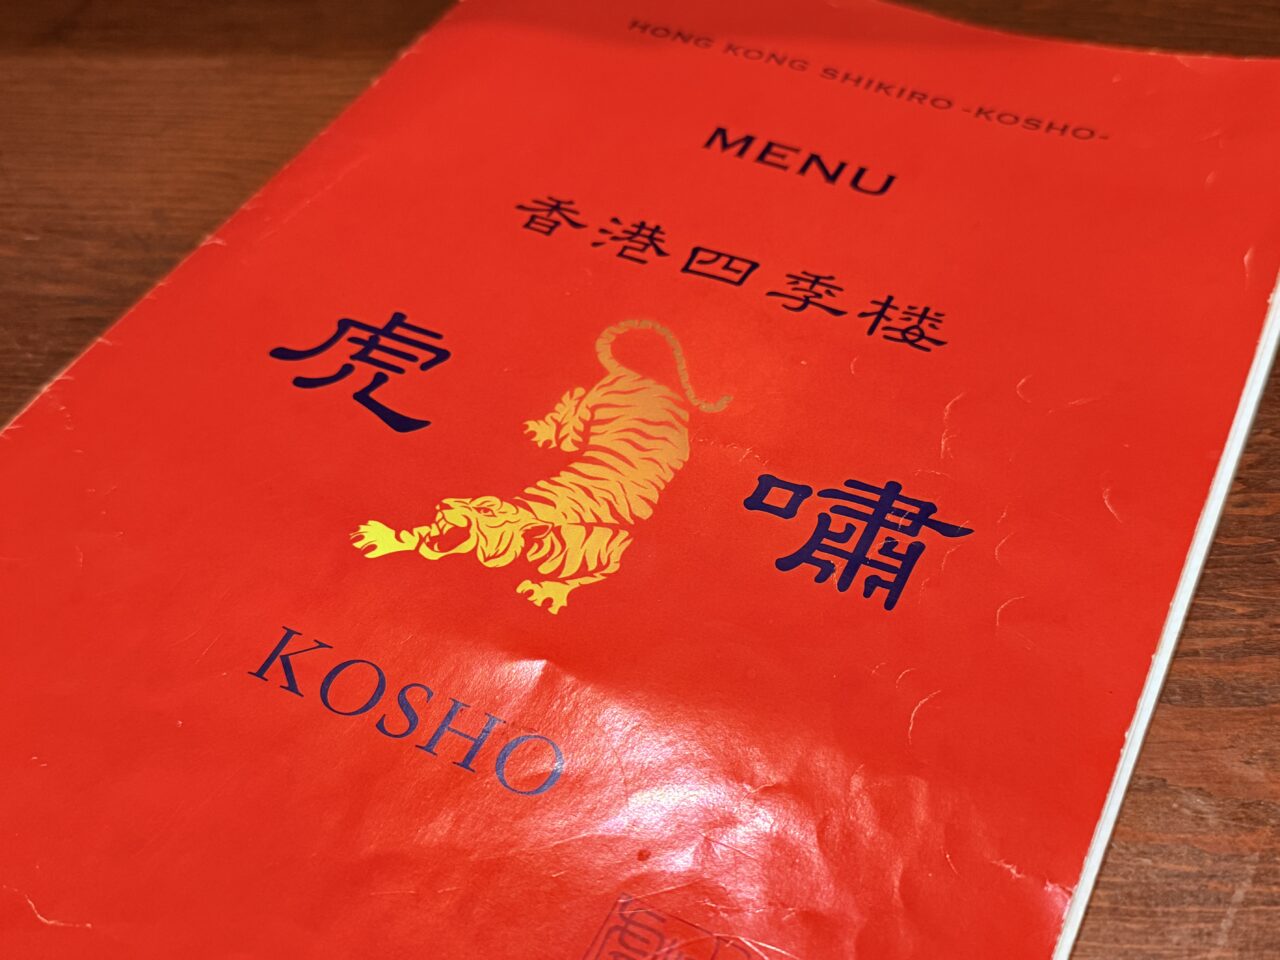 HONG KONG SHIKIRO -KOSHO-
MENU
香港四季楼
虎嘯
KOSHO